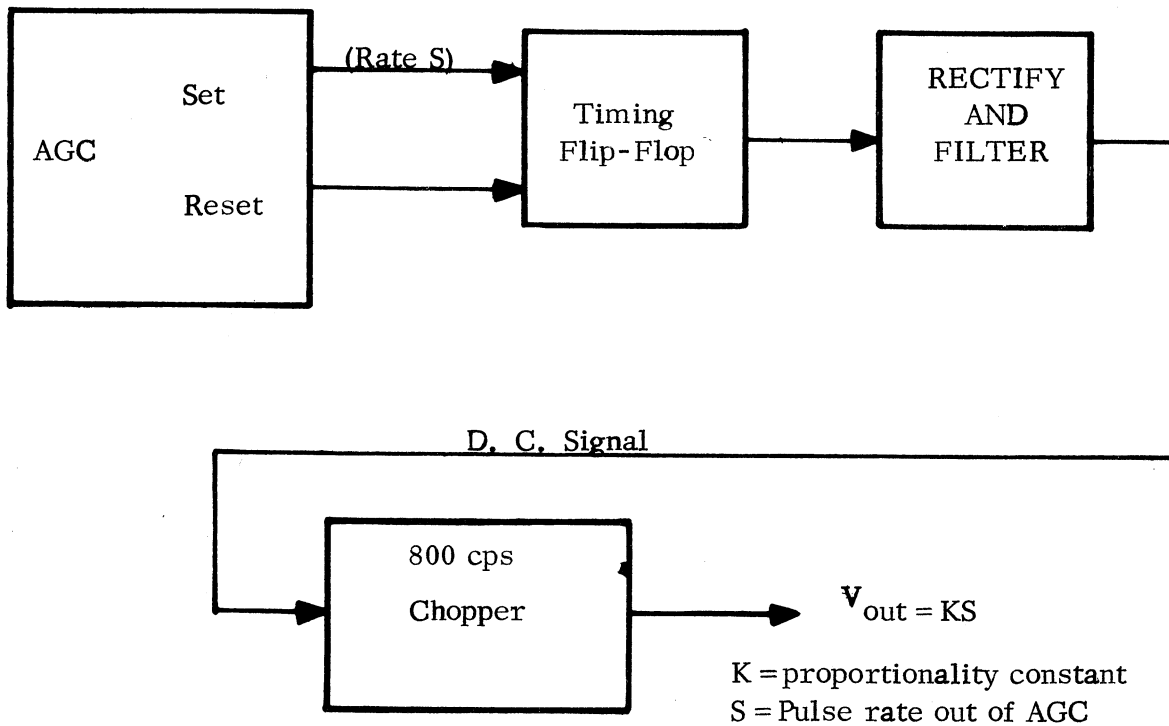 (Rate S)
Set
AGC
Reset
Timing
Flip-Flop
RECTIFY
AND
FILTER
D. C. Signal
800 cps
Chopper
Vout = KS
K = proportionality constant
S = Pulse rate out of AGC